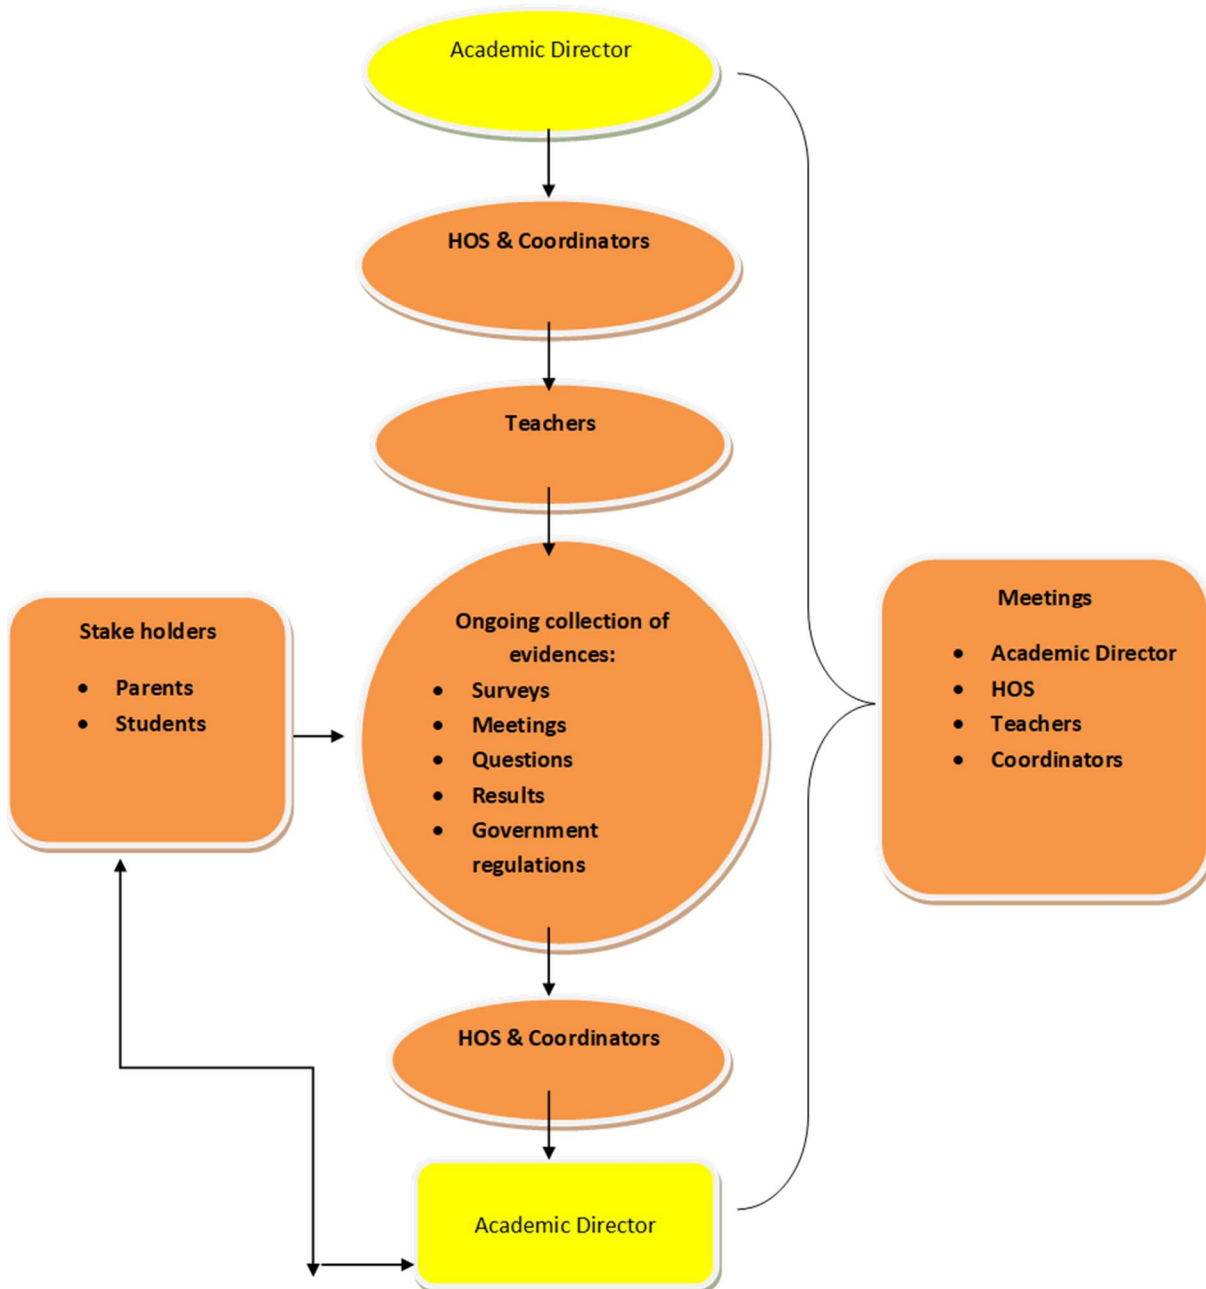 Academic Director
HOS & Coordinators
Teachers
Stake holders
• Parents
• Students
Ongoing collection of
evidences:
• Surveys
• Meetings
• Questions
• Results
• Government
regulations
Meetings
• Academic Director
• HOS
• Teachers
• Coordinators
HOS & Coordinators
Academic Director